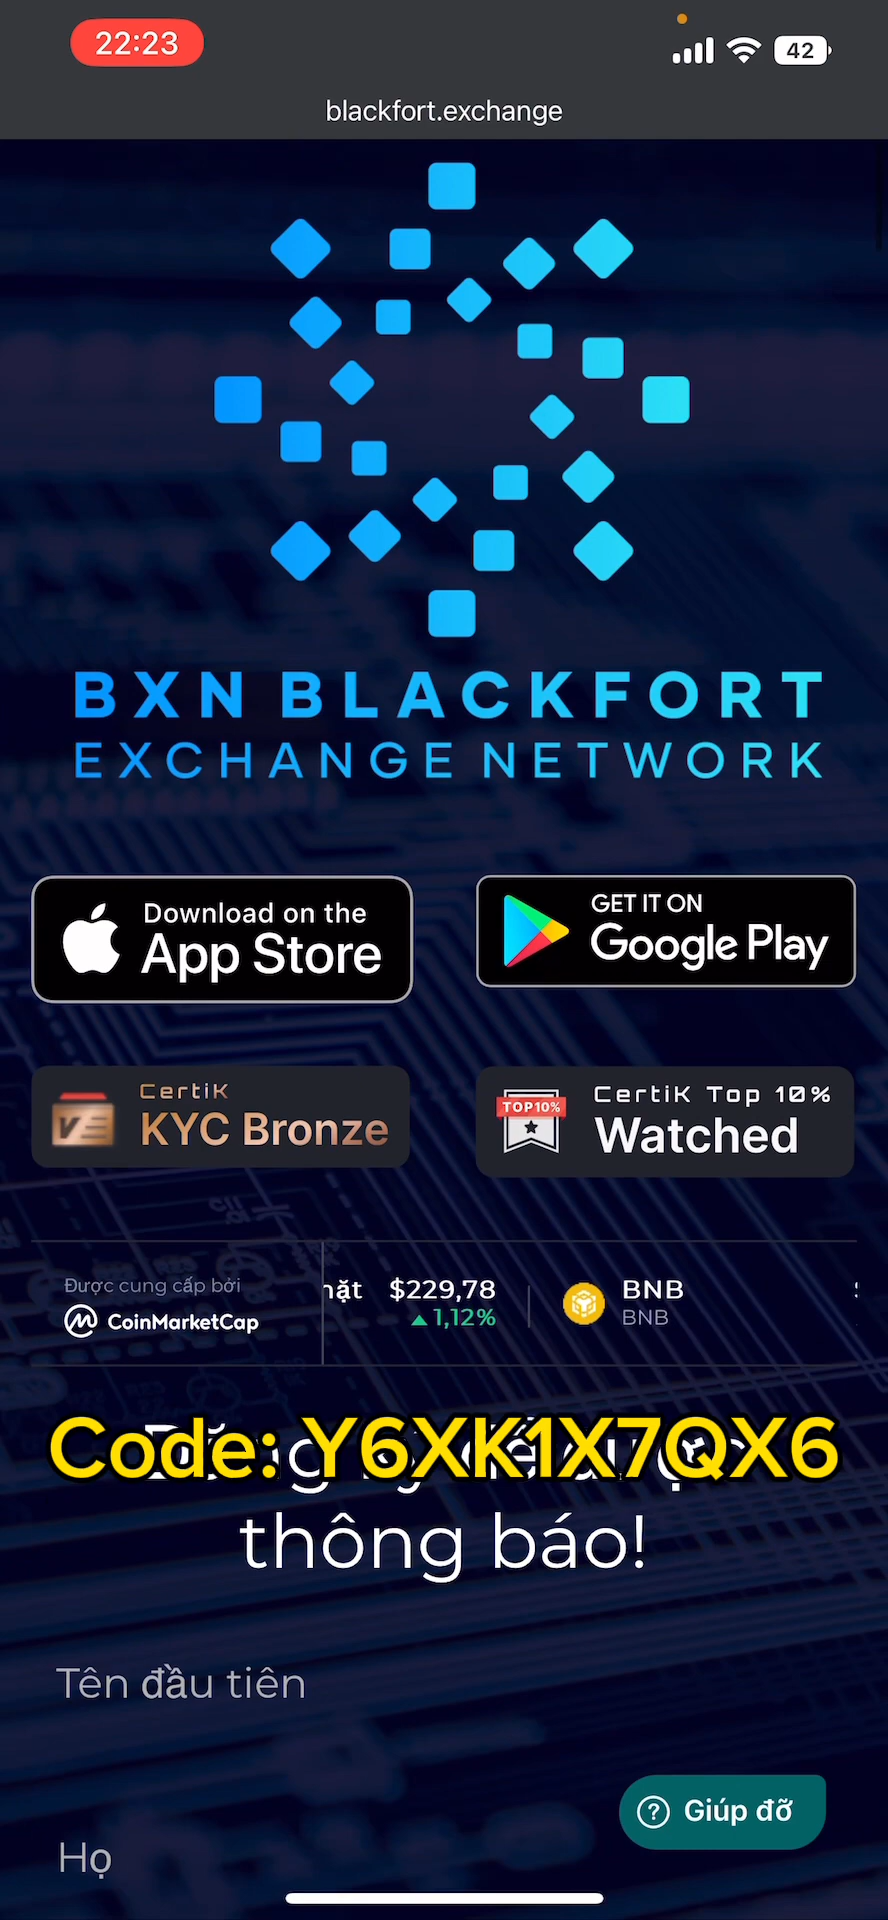 22:23
42
blackfort.exchange
BXN BLACKFORT
EXCHANGE NETWORK
Download on the
App Store
GET IT ON
Google Play
CertiK
KYC Bronze
TOP10%
CertiK Top 10%
Watched
Được cung cấp bởi
CoinMarketCap
$229,78
▲1,12%
BNB
BNB
Code: Y6XK1X7QX6
thông báo!
Tên đầu tiên
Giúp đỡ
Họ